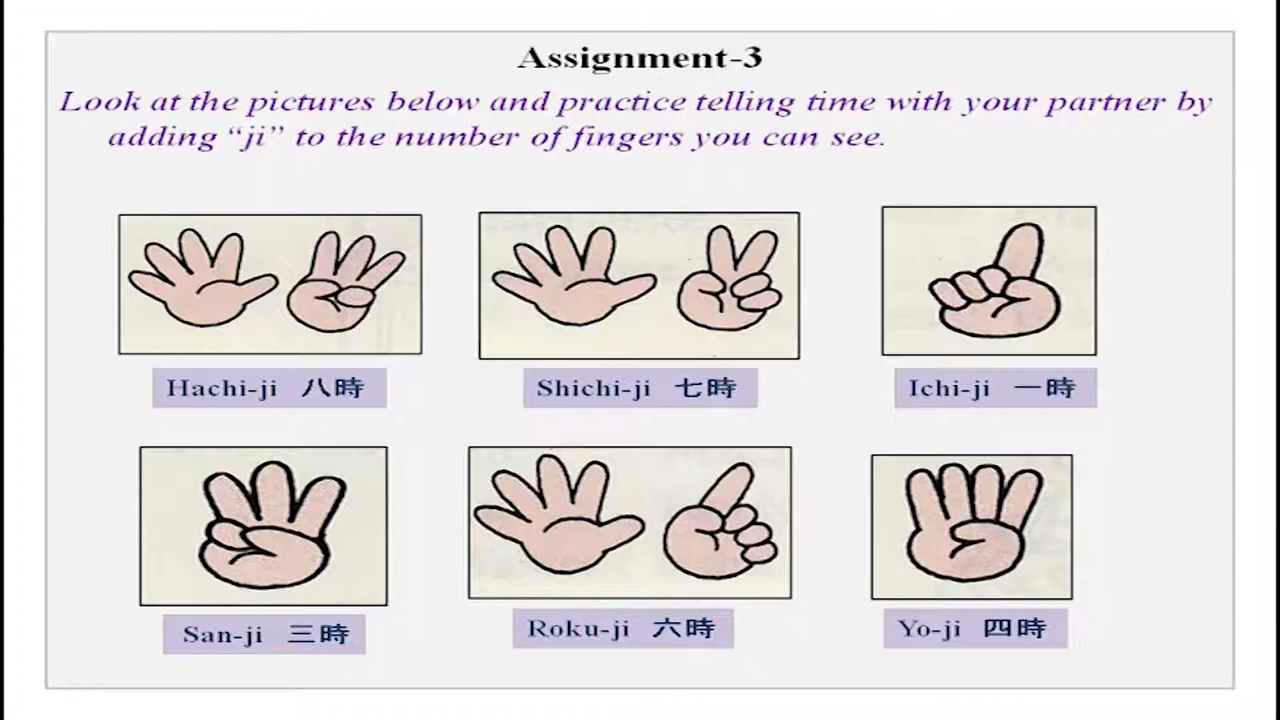 Assignment-3
Look at the pictures below and practice telling time with your partner by
adding “ji” to the number of fingers you can see.
Hachi-ji 八時
Shichi-ji 七時
Ichi-ji 一時
San-ji 三時
Roku-ji 六時
Yo-ji 四時